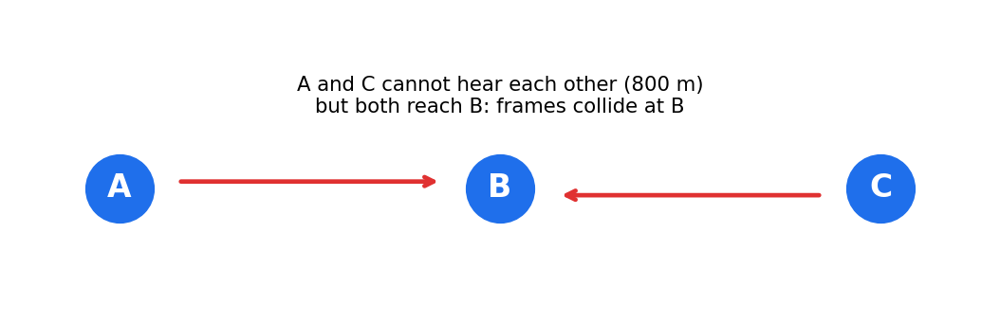 A and C cannot hear each other (800 m)
but both reach B: frames collide at B
A
B
C